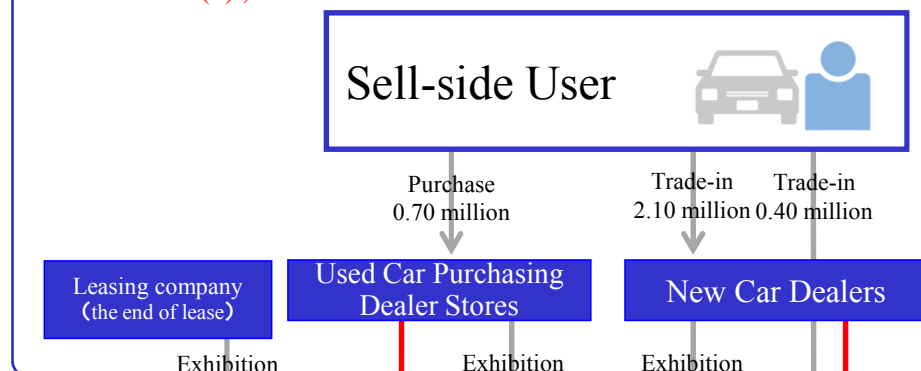 Sell-side User
Purchase
0.70 million
Trade-in
2.10 million
Trade-in
0.40 million
Leasing company
(the end of lease)
Used Car Purchasing
Dealer Stores
New Car Dealers
Exhibition
Exhibition
Exhibition